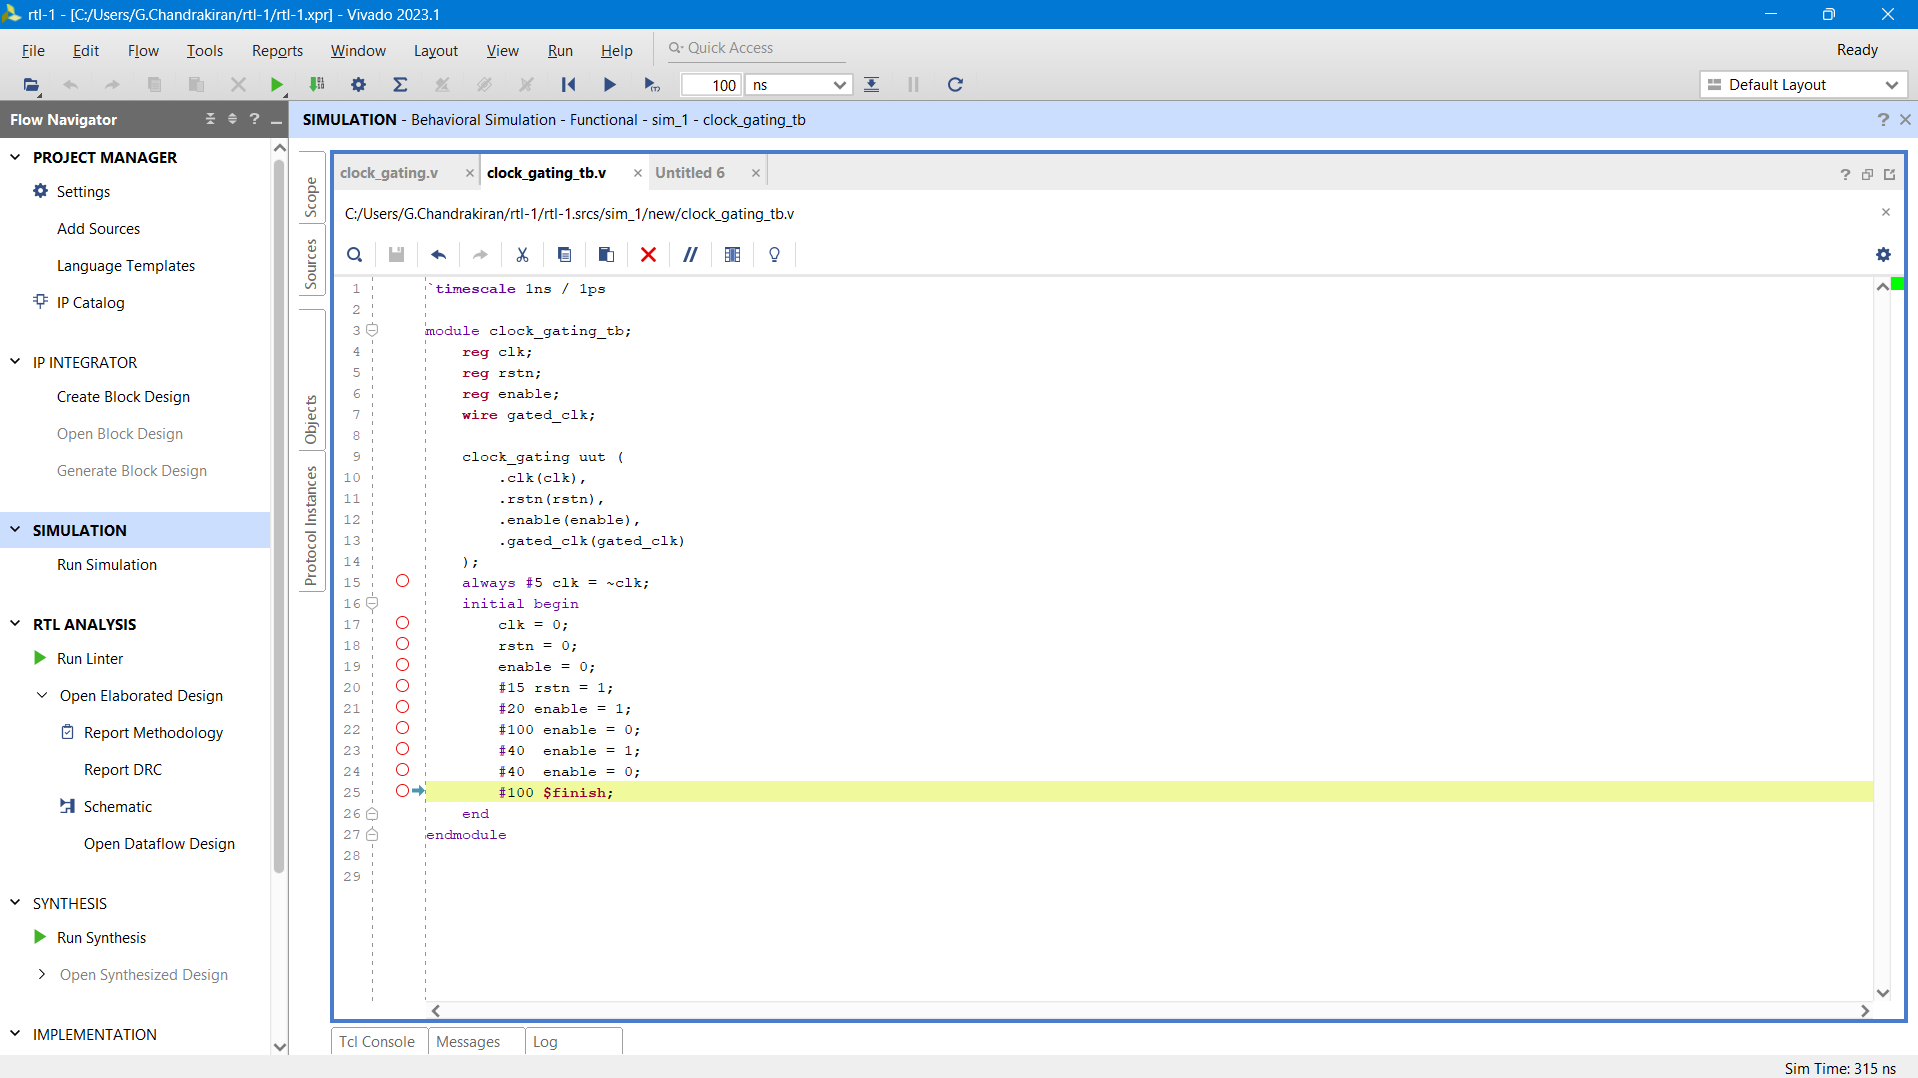 rtl-1 - [C:/Users/G.Chandrakiran/rtl-1/rtl-1.xpr] - Vivado 2023.1
File Edit Flow Tools Reports Window Layout View Run Help Quick Access Ready
100 ns Default Layout
Flow Navigator
SIMULATION - Behavioral Simulation - Functional - sim_1 - clock_gating_tb
PROJECT MANAGER
Settings
Add Sources
Language Templates
IP Catalog
IP INTEGRATOR
Create Block Design
Open Block Design
Generate Block Design
SIMULATION
Run Simulation
RTL ANALYSIS
Run Linter
Open Elaborated Design
Report Methodology
Report DRC
Schematic
Open Dataflow Design
SYNTHESIS
Run Synthesis
Open Synthesized Design
IMPLEMENTATION
Scope
Sources
Objects
Protocol Instances
clock_gating.v clock_gating_tb.v Untitled 6
C:/Users/G.Chandrakiran/rtl-1/rtl-1.srcs/sim_1/new/clock_gating_tb.v
1 `timescale 1ns / 1ps
2
3 module clock_gating_tb;
4 reg clk;
5 reg rstn;
6 reg enable;
7 wire gated_clk;
8
9 clock_gating uut (
10 .clk(clk),
11 .rstn(rstn),
12 .enable(enable),
13 .gated_clk(gated_clk)
14 );
15 always #5 clk = ~clk;
16 initial begin
17 clk = 0;
18 rstn = 0;
19 enable = 0;
20 #15 rstn = 1;
21 #20 enable = 1;
22 #100 enable = 0;
23 #40  enable = 1;
24 #40  enable = 0;
25 #100 $finish;
26 end
27 endmodule
28
29
Tcl Console Messages Log
Sim Time: 315 ns